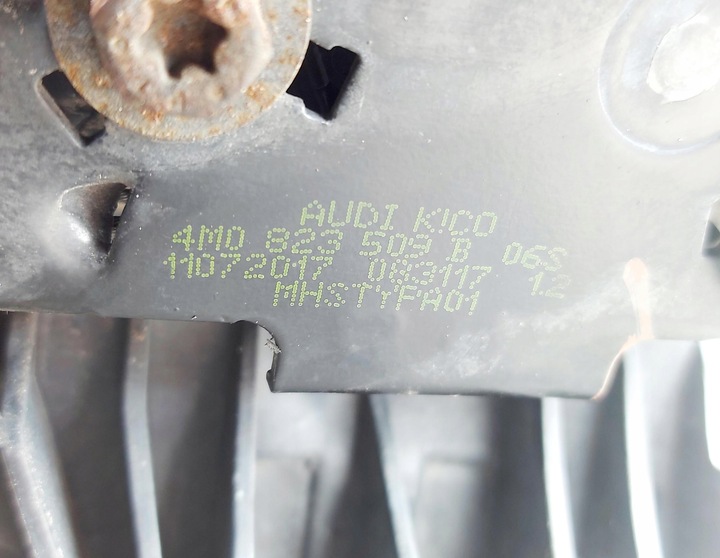 AUDI KICO
4M0 823 509 B 06S
11072017 083117 1.2
MHSTYFA01